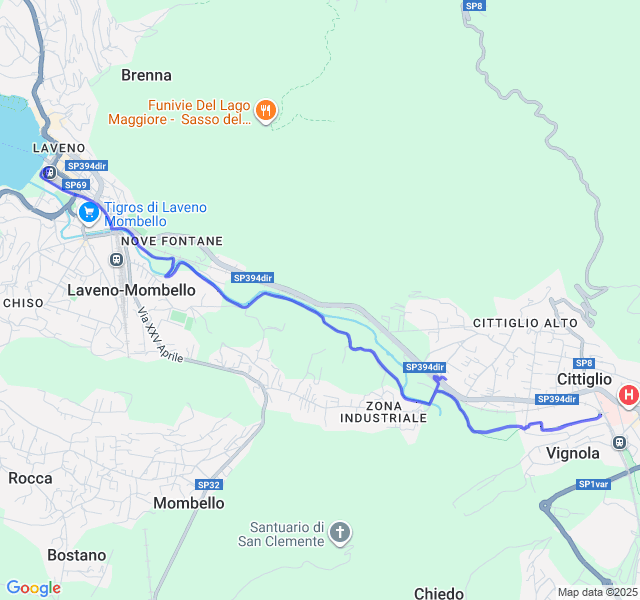 SP8
Brenna
Funivie Del Lago
Maggiore - Sasso del...
LAVENO
SP394dir
SP69
Tigros di Laveno
Mombello
NOVE FONTANE
SP394dir
Laveno-Mombello
CHISO
Via XXV Aprile
CITTIGLIO ALTO
SP8
SP394dir
Cittiglio
H
SP394dir
ZONA
INDUSTRIALE
Vignola
Rocca
SP32
SP1var
Mombello
Santuario di
San Clemente
Bostano
Chiedo
Google
Map data ©2025